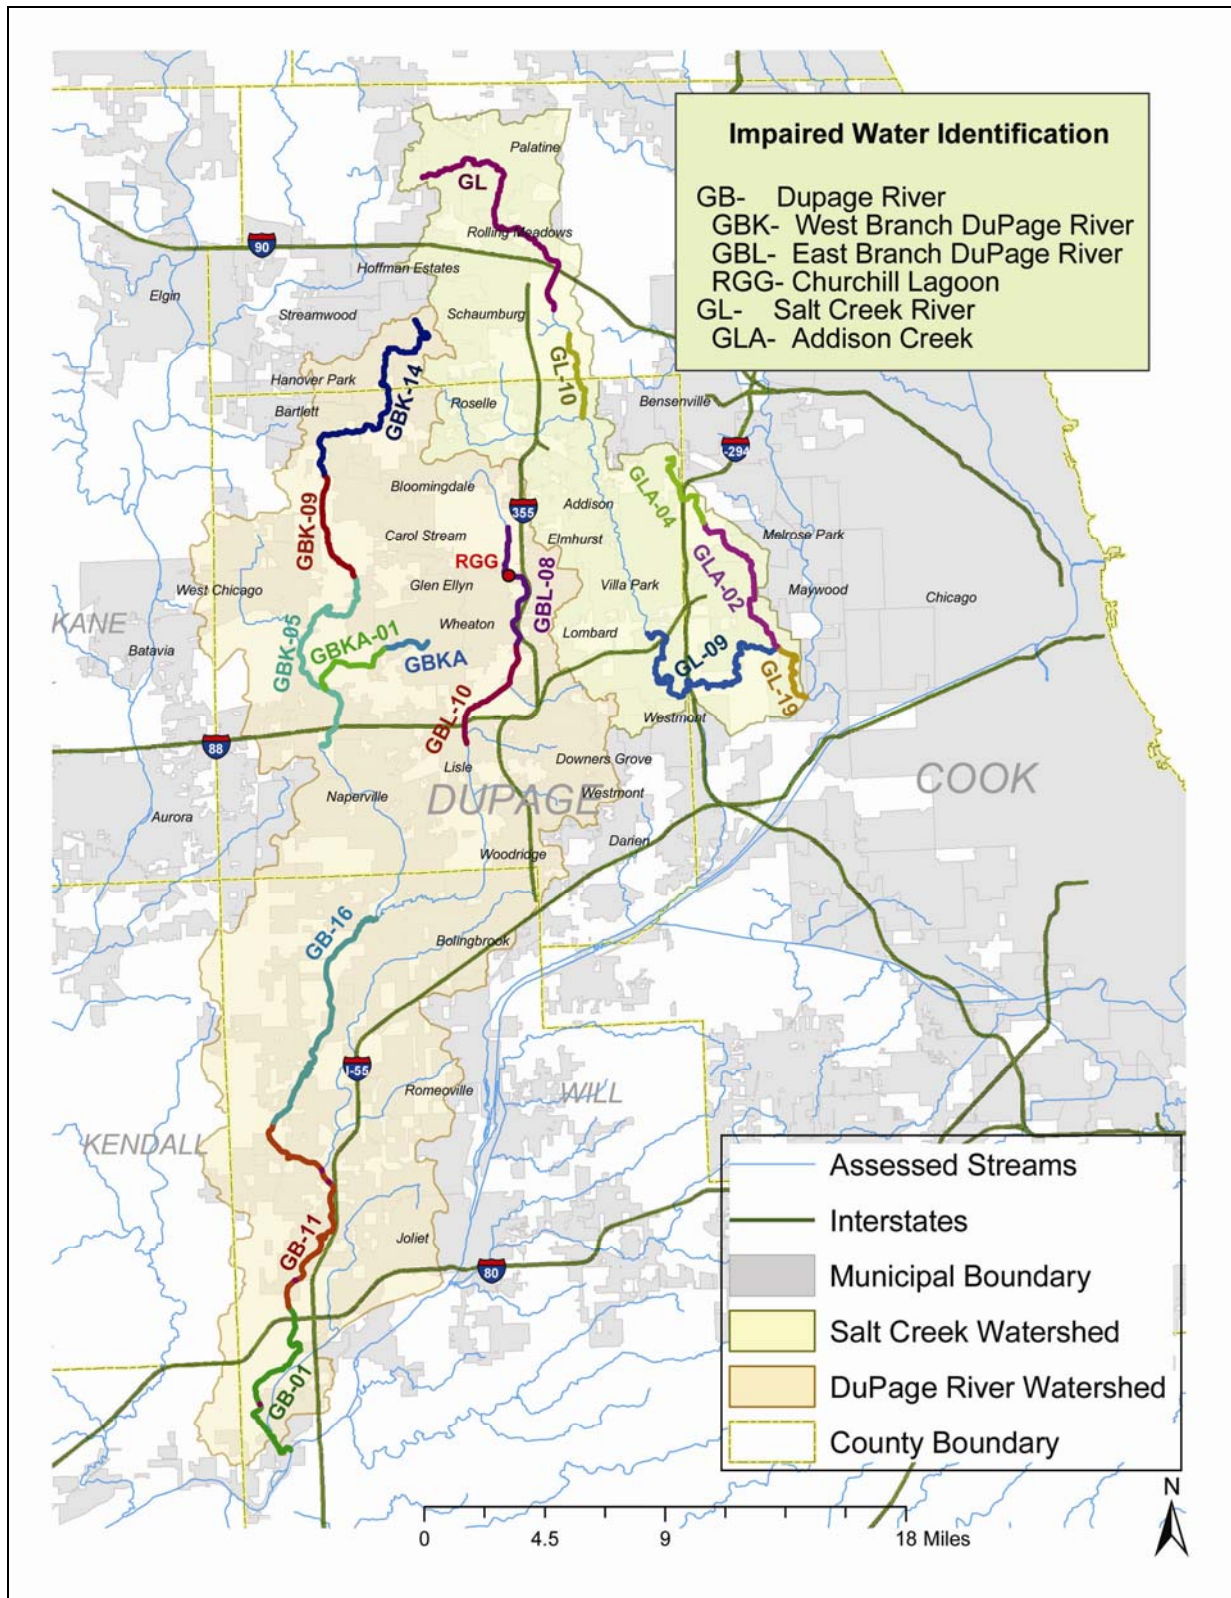 Impaired Water Identification
GB- Dupage River
GBK- West Branch DuPage River
GBL- East Branch DuPage River
RGG- Churchill Lagoon
GL- Salt Creek River
GLA- Addison Creek
Palatine
GL
Rolling Meadows
90
Hoffman Estates
Elgin
Streamwood
Schaumburg
Hanover Park
GBK-14
GL-10
Bartlett
Roselle
Bensenville
-294
Bloomingdale
GLA-04
355
Addison
GBK-09
Carol Stream
Elmhurst
Melrose Park
RGG
GBL-08
GLA-02
West Chicago
Glen Ellyn
Villa Park
Maywood
Chicago
KANE
Wheaton
Lombard
Batavia
GBK-05
GBKA-01
GBKA
GL-09
GL-19
GBL-10
Westmont
88
Lisle
Downers Grove
Naperville
DUPAGE
Westmont
COOK
Aurora
Darien
Woodridge
GB-16
Bolingbrook
I-55
Romeoville
WILL
KENDALL
GB-11
Joliet
80
GB-01
Assessed Streams
Interstates
Municipal Boundary
Salt Creek Watershed
DuPage River Watershed
County Boundary
N
0 4.5 9 18 Miles